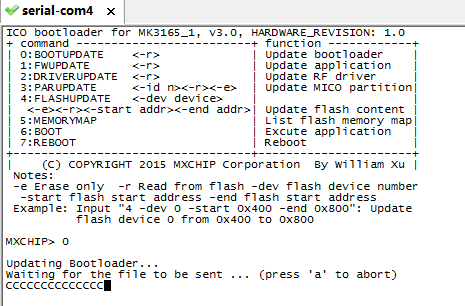 serial-com4
ICO bootloader for MK3165_1, v3.0, HARDWARE_REVISION: 1.0
+ command -------------------------+ function ------------+
| 0:BOOTUPDATE    <-r>             | Update bootloader    |
| 1:FWUPDATE      <-r>             | Update application   |
| 2:DRIVERUPDATE  <-r>             | Update RF driver     |
| 3:PARUPDATE     <-id n><-r><-e>  | Update MICO partition|
| 4:FLASHUPDATE   <-dev device>    |                      |
|  <-e><-r><-start addr><-end addr>| Update flash content |
| 5:MEMORYMAP                      | List flash memory map|
| 6:BOOT                           | Excute application   |
| 7:REBOOT                         | Reboot               |
+----------------------------------+----------------------+
|    (C) COPYRIGHT 2015 MXCHIP Corporation  By William Xu |
Notes:
-e Erase only  -r Read from flash -dev flash device number
-start flash start address -end flash start address
Example: Input "4 -dev 0 -start 0x400 -end 0x800": Update
flash device 0 from 0x400 to 0x800
MXCHIP> 0
Updating Bootloader...
Waiting for the file to be sent ... (press 'a' to abort)
CCCCCCCCCCCCCC